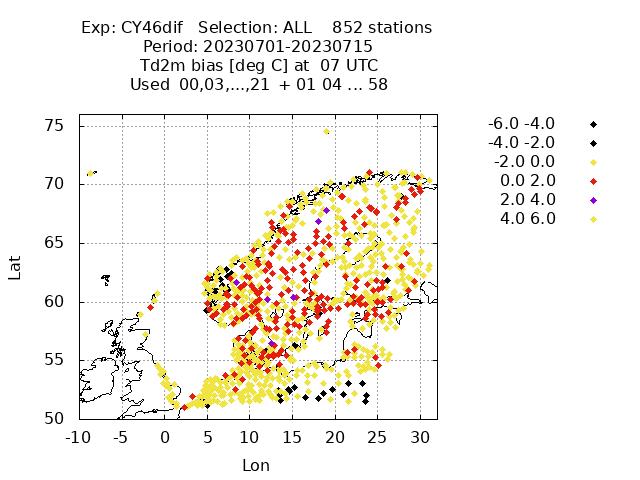 Exp: CY46dif   Selection: ALL    852 stations
Period: 20230701-20230715
Td2m bias [deg C] at  07 UTC
Used  00,03,...,21  + 01 04 ... 58
75
70
65
60
55
50
Lat
-10 -5 0 5 10 15 20 25 30
Lon
-6.0 -4.0
-4.0 -2.0
-2.0 0.0
0.0 2.0
2.0 4.0
4.0 6.0